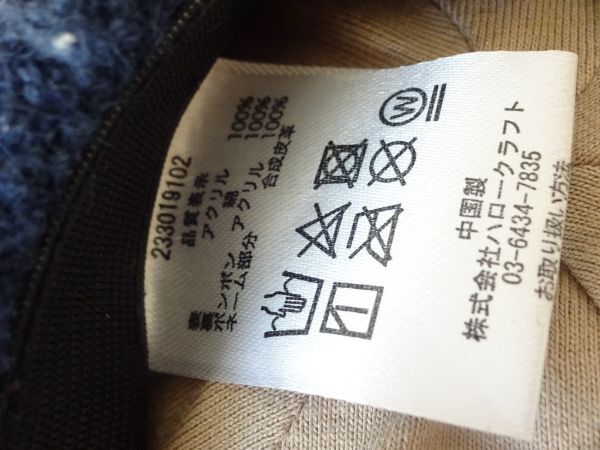 233019102
品質表示
表 アクリル 100%
裏 綿 100%
ポンポン アクリル 100%
ネーム部分 合成皮革 100%
W
中国製
株式会社ハロークラフト
03-6434-7835
お取り扱い方法